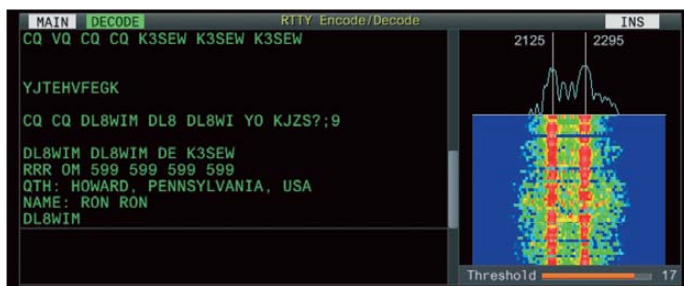 MAIN DECODE RTTY Encode/Decode INS
CQ VQ CQ CQ K3SEW K3SEW K3SEW
2125 2295
YJTEHVFEGK
CQ CQ DL8WIM DL8 DL8WI YO KJZS?;9
DL8WIM DL8WIM DE K3SEW
RRR OM 599 599 599 599
QTH: HOWARD, PENNSYLVANIA, USA
NAME: RON RON
DL8WIM
Threshold 17